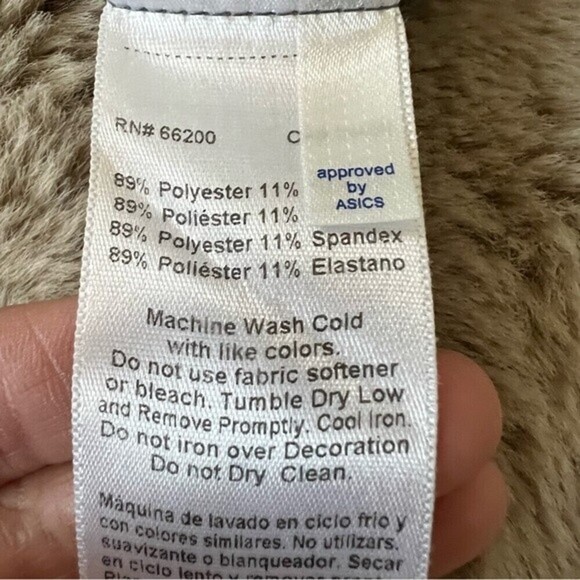 RN# 66200 C
approved
by
ASICS
89% Polyester 11%
89% Poliéster 11%
89% Polyester 11% Spandex
89% Poliéster 11% Elastano
Machine Wash Cold
with like colors.
Do not use fabric softener
or bleach. Tumble Dry Low
and Remove Promptly. Cool Iron.
Do not iron over Decoration
Do not Dry Clean.
Máquina de lavado en ciclo frio y
con colores similares. No utilizars.
suavizante o blanqueador. Secar
en ciclo lento y